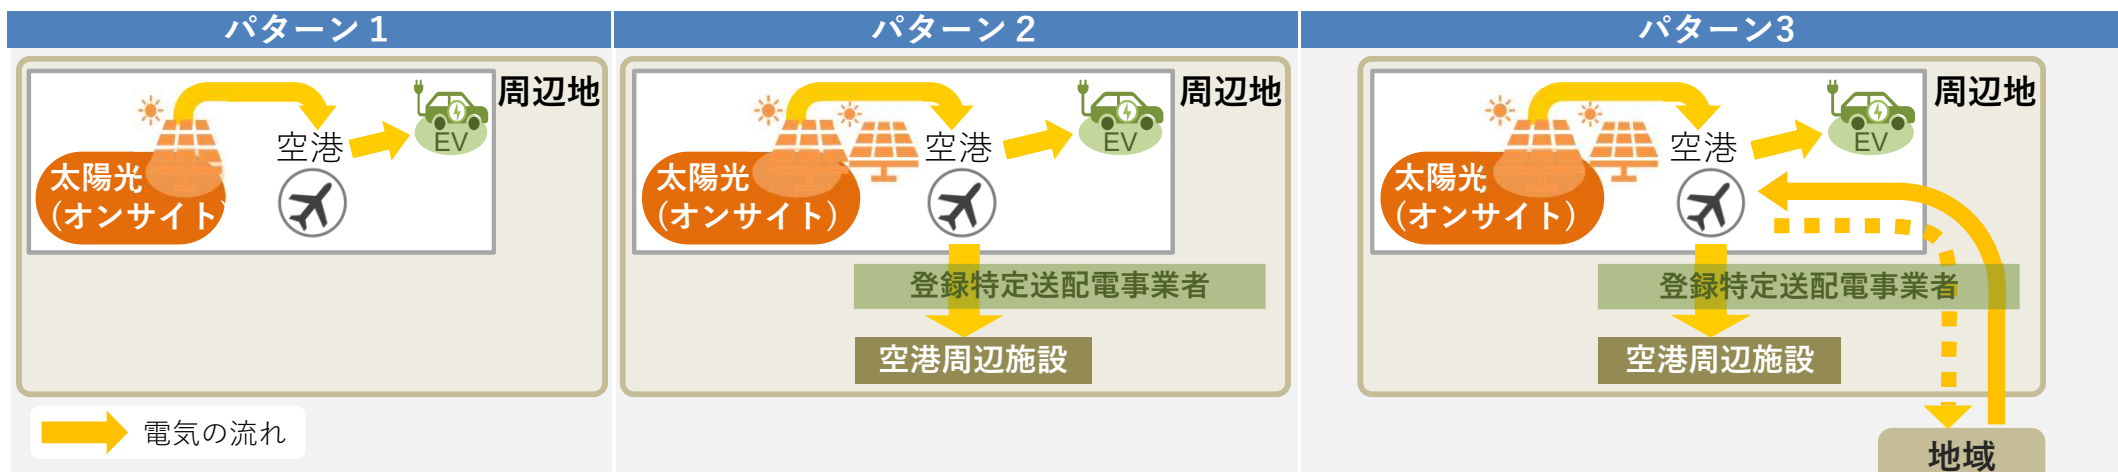 パターン１
周辺地
空港
EV
太陽光
(オンサイト)
電気の流れ
パターン２
周辺地
空港
EV
太陽光
(オンサイト)
登録特定送配電事業者
空港周辺施設
パターン3
周辺地
空港
EV
太陽光
(オンサイト)
登録特定送配電事業者
空港周辺施設
地域